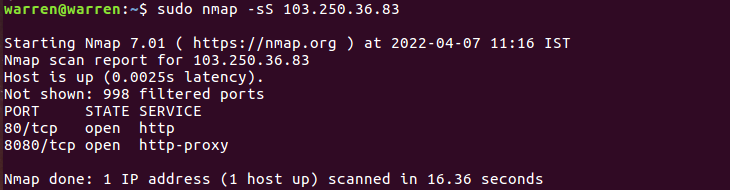 warren@warren:~$ sudo nmap -sS 103.250.36.83
Starting Nmap 7.01 ( https://nmap.org ) at 2022-04-07 11:16 IST
Nmap scan report for 103.250.36.83
Host is up (0.0025s latency).
Not shown: 998 filtered ports
PORT     STATE SERVICE
80/tcp   open  http
8080/tcp open  http-proxy
Nmap done: 1 IP address (1 host up) scanned in 16.36 seconds